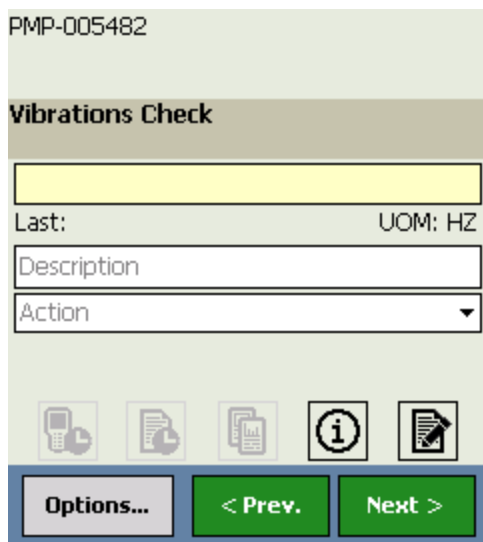 PMP-005482
Vibrations Check
Last: UOM: HZ
Description
Action
Options... < Prev. Next >